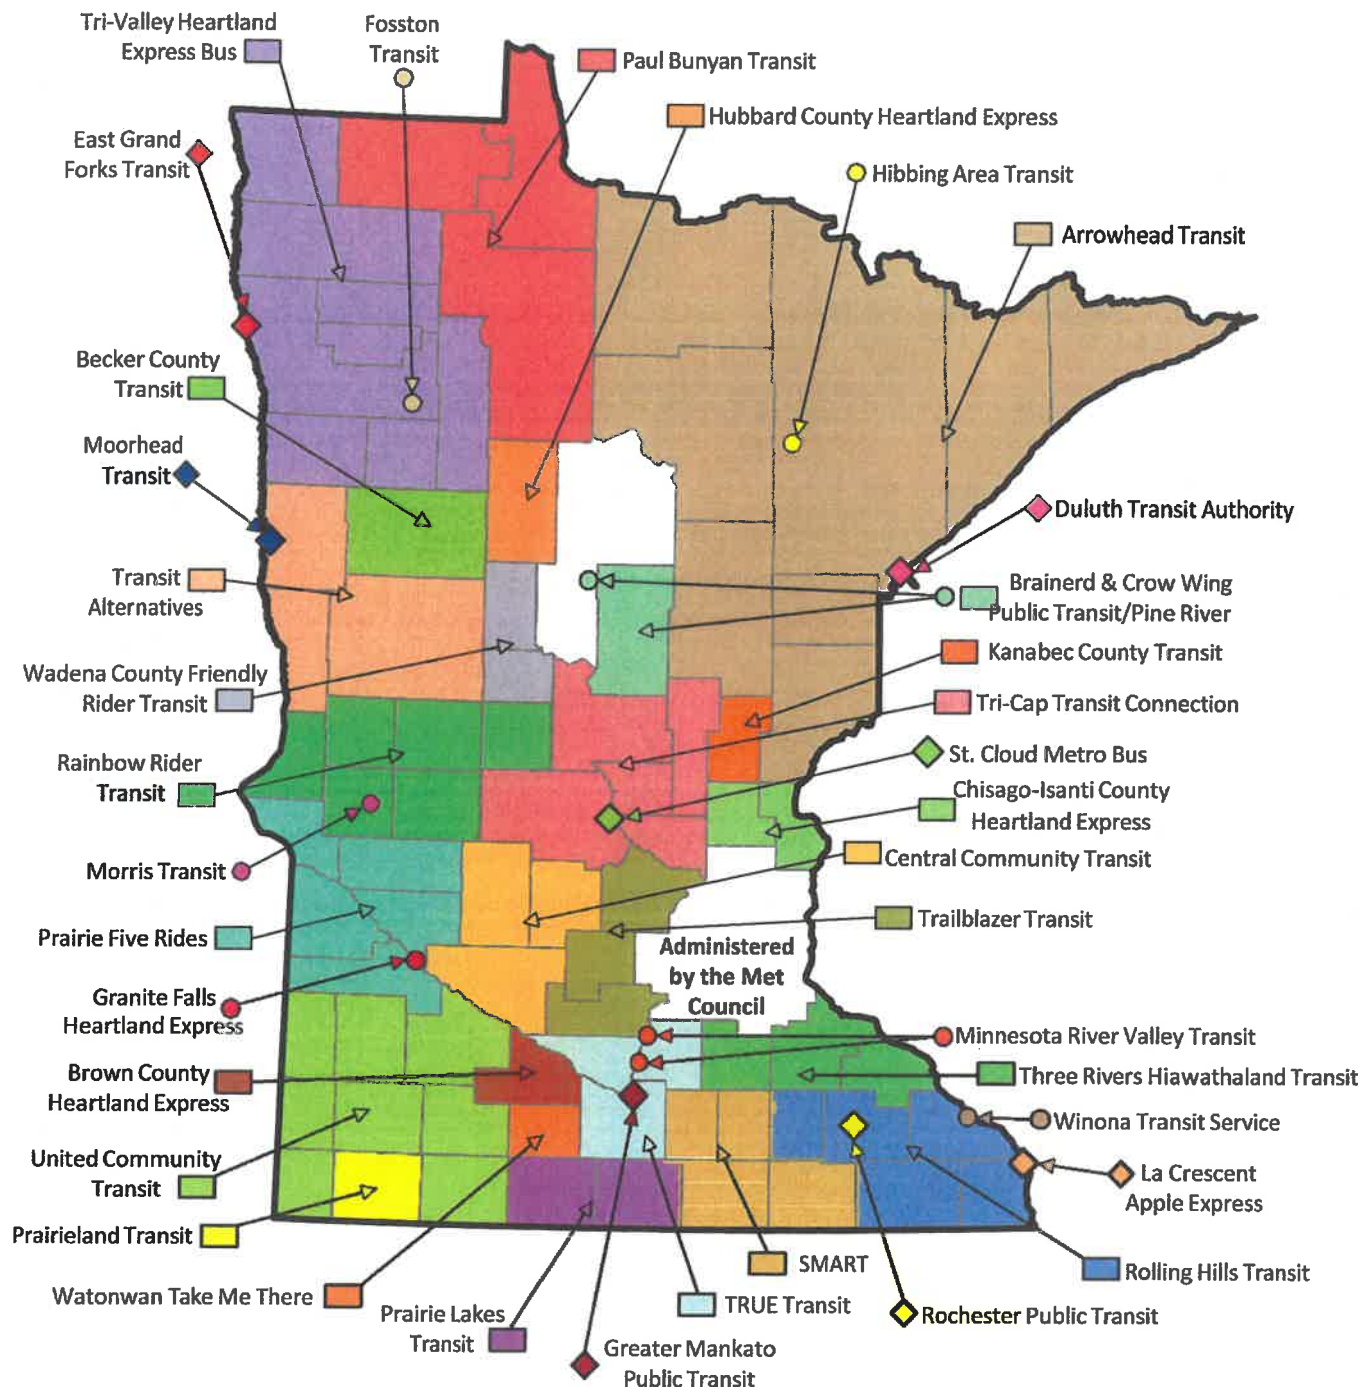 Tri-Valley Heartland
Express Bus
Fosston
Transit
Paul Bunyan Transit
Hubbard County Heartland Express
East Grand
Forks Transit
Hibbing Area Transit
Arrowhead Transit
Becker County
Transit
Moorhead
Transit
Duluth Transit Authority
Transit
Alternatives
Brainerd & Crow Wing
Public Transit/Pine River
Kanabec County Transit
Wadena County Friendly
Rider Transit
Tri-Cap Transit Connection
St. Cloud Metro Bus
Rainbow Rider
Transit
Chisago-Isanti County
Heartland Express
Central Community Transit
Morris Transit
Trailblazer Transit
Prairie Five Rides
Administered
by the Met
Council
Granite Falls
Heartland Express
Minnesota River Valley Transit
Brown County
Heartland Express
Three Rivers Hiawathaland Transit
Winona Transit Service
United Community
Transit
La Crescent
Apple Express
Prairieland Transit
SMART
Rolling Hills Transit
Watonwan Take Me There
Prairie Lakes
Transit
TRUE Transit
Rochester Public Transit
Greater Mankato
Public Transit